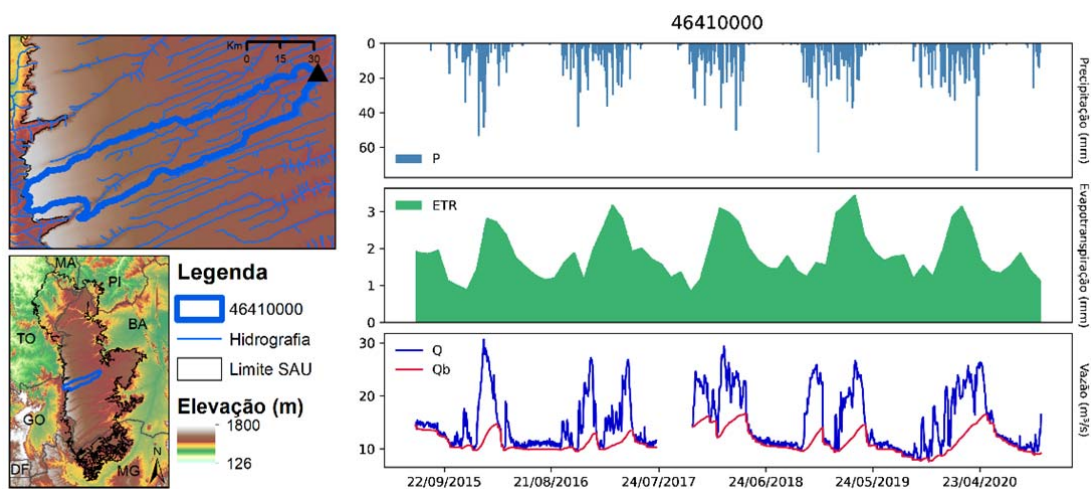 46410000
Km
0 15 30
MA
PI
BA
TO
GO
DF
MG
N
Legenda
46410000
Hidrografia
Limite SAU
Elevação (m)
1800
126
0
20
40
60
P
Precipitação (mm)
3
2
1
0
ETR
Evapotranspiração (mm)
30
20
10
Q
Qb
Vazão (m³/s)
22/09/2015 21/08/2016 24/07/2017 24/06/2018 24/05/2019 23/04/2020